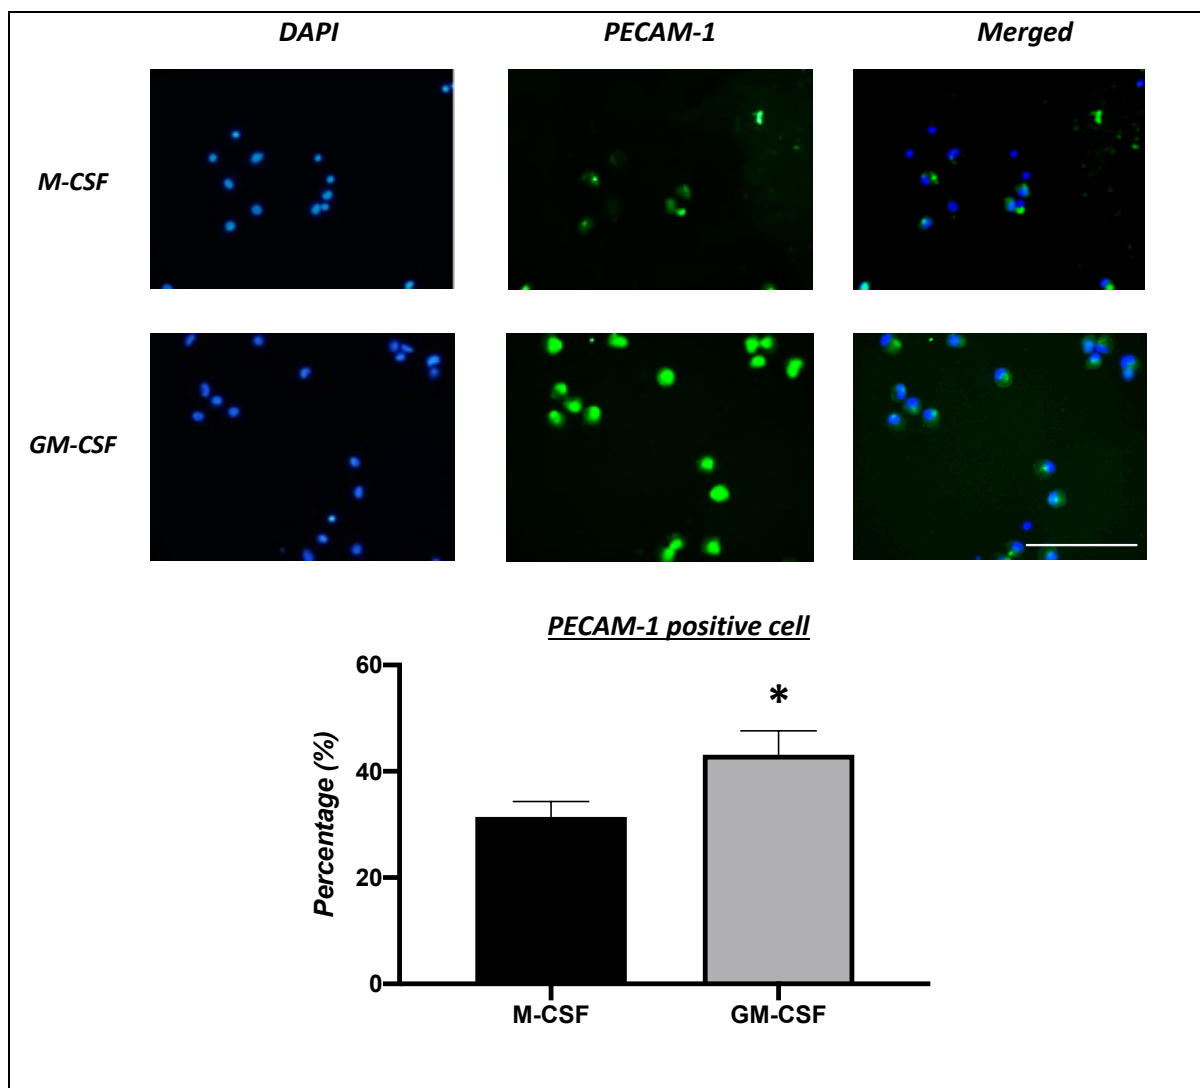 DAPI PECAM-1 Merged
M-CSF
GM-CSF
PECAM-1 positive cell
60
*
40
Percentage (%)
20
0
M-CSF GM-CSF